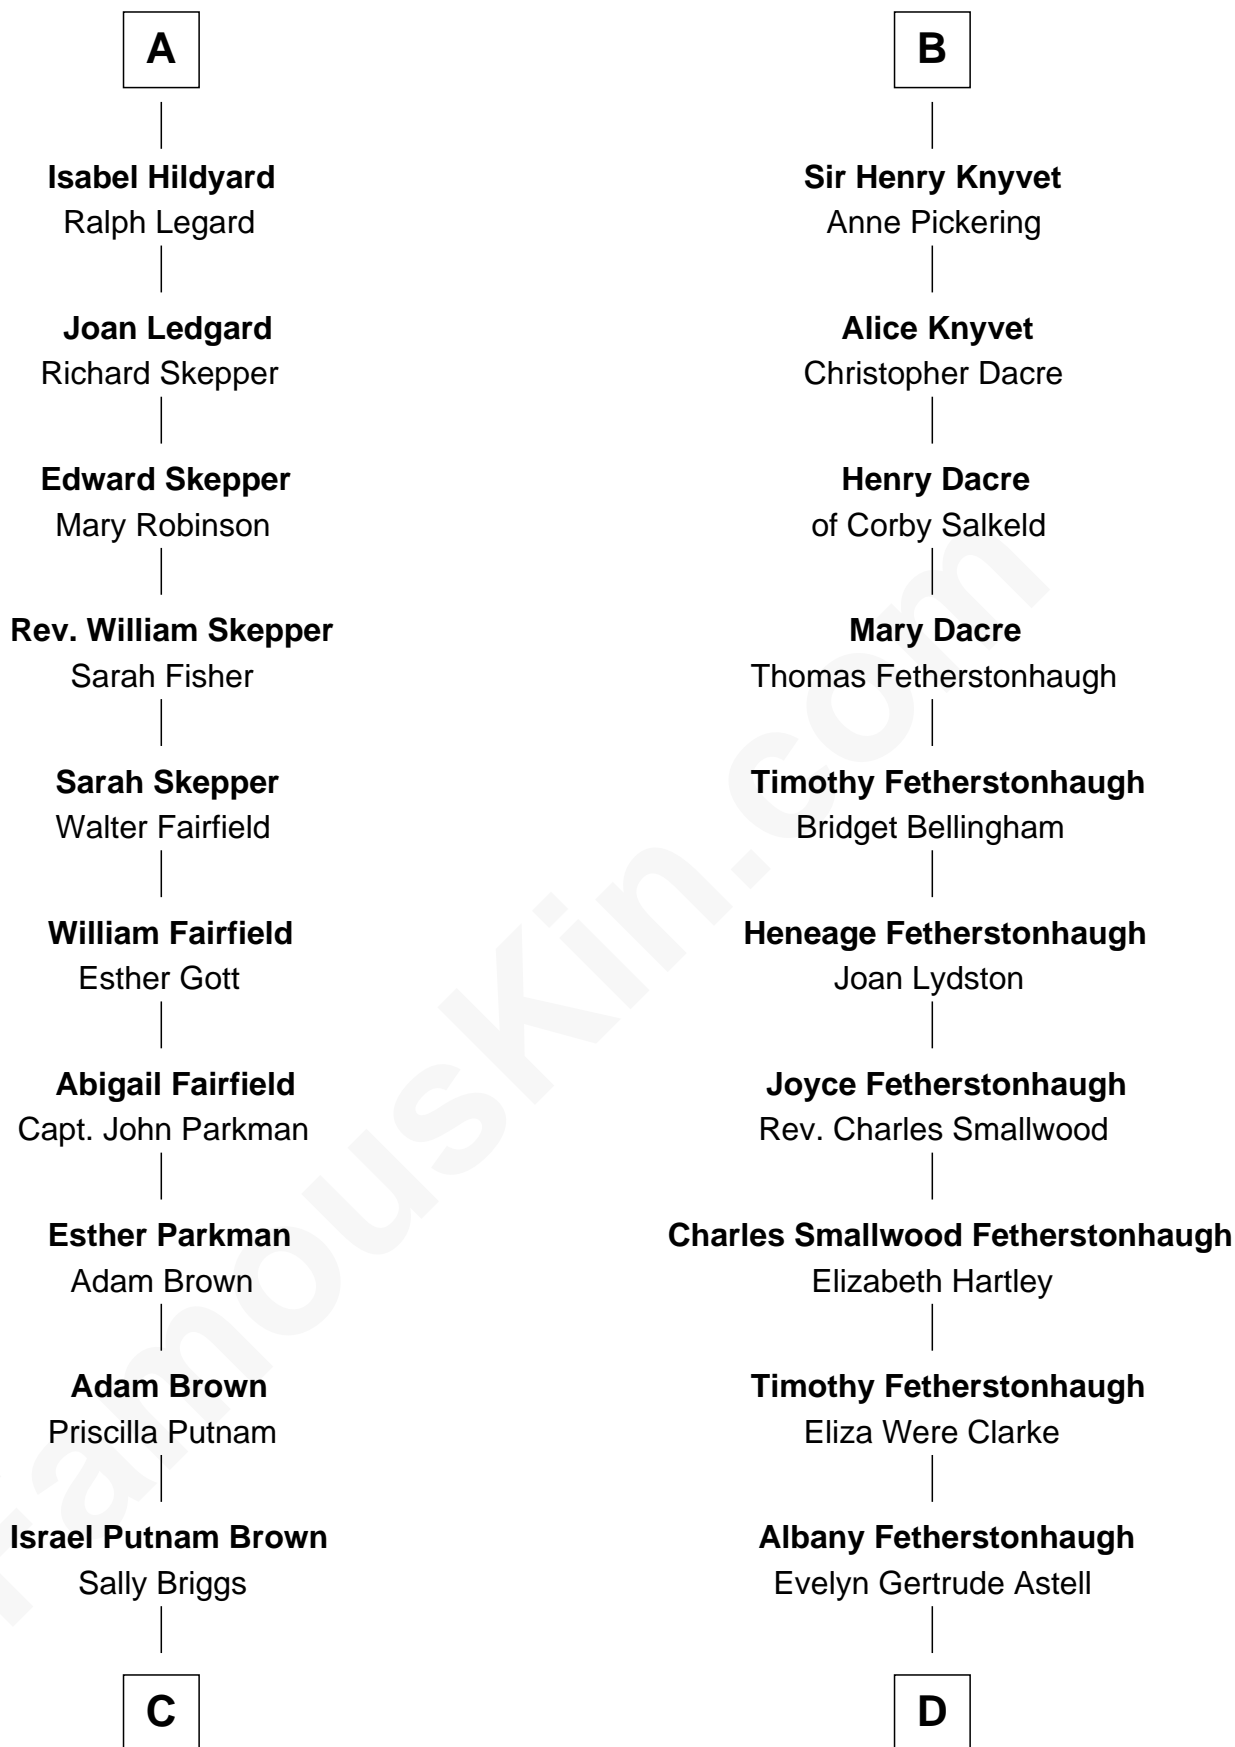 A
Isabel Hildyard
Ralph Legard
Joan Ledgard
Richard Skepper
Edward Skepper
Mary Robinson
Rev. William Skepper
Sarah Fisher
Sarah Skepper
Walter Fairfield
William Fairfield
Esther Gott
Abigail Fairfield
Capt. John Parkman
Esther Parkman
Adam Brown
Adam Brown
Priscilla Putnam
Israel Putnam Brown
Sally Briggs
C
B
Sir Henry Knyvet
Anne Pickering
Alice Knyvet
Christopher Dacre
Henry Dacre
of Corby Salkeld
Mary Dacre
Thomas Fetherstonhaugh
Timothy Fetherstonhaugh
Bridget Bellingham
Heneage Fetherstonhaugh
Joan Lydston
Joyce Fetherstonhaugh
Rev. Charles Smallwood
Charles Smallwood Fetherstonhaugh
Elizabeth Hartley
Timothy Fetherstonhaugh
Eliza Were Clarke
Albany Fetherstonhaugh
Evelyn Gertrude Astell
D
FamousKin.com